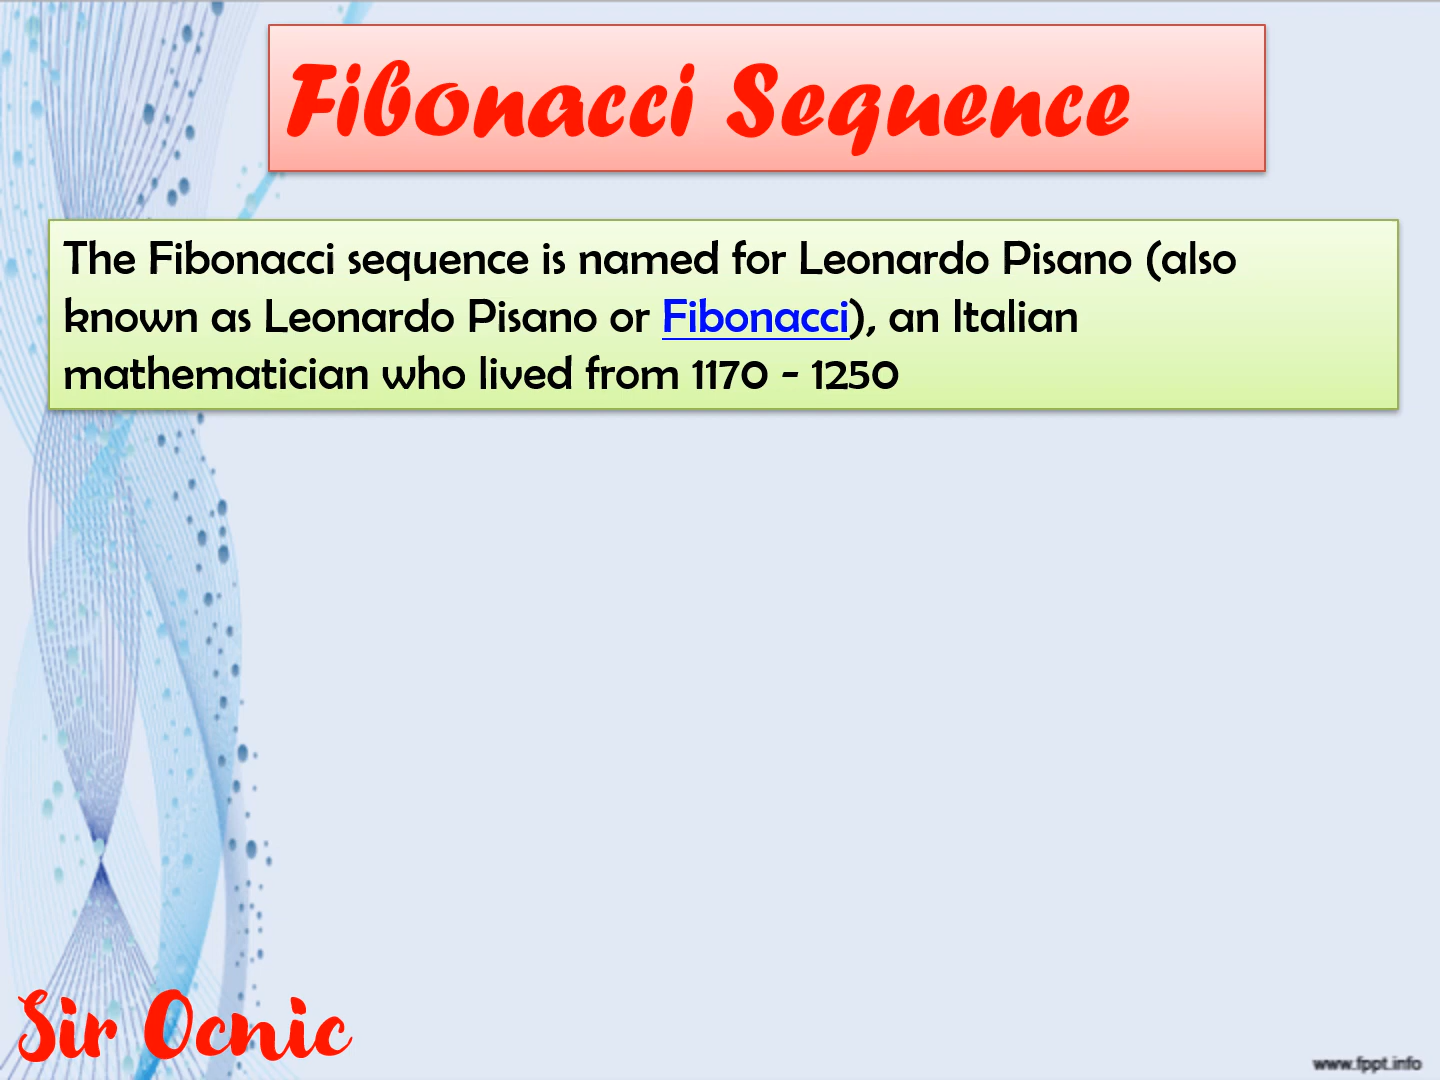 Fibonacci Sequence
The Fibonacci sequence is named for Leonardo Pisano (also
known as Leonardo Pisano or Fibonacci), an Italian
mathematician who lived from 1170 - 1250
Sir Ocnic
www.fppt.info